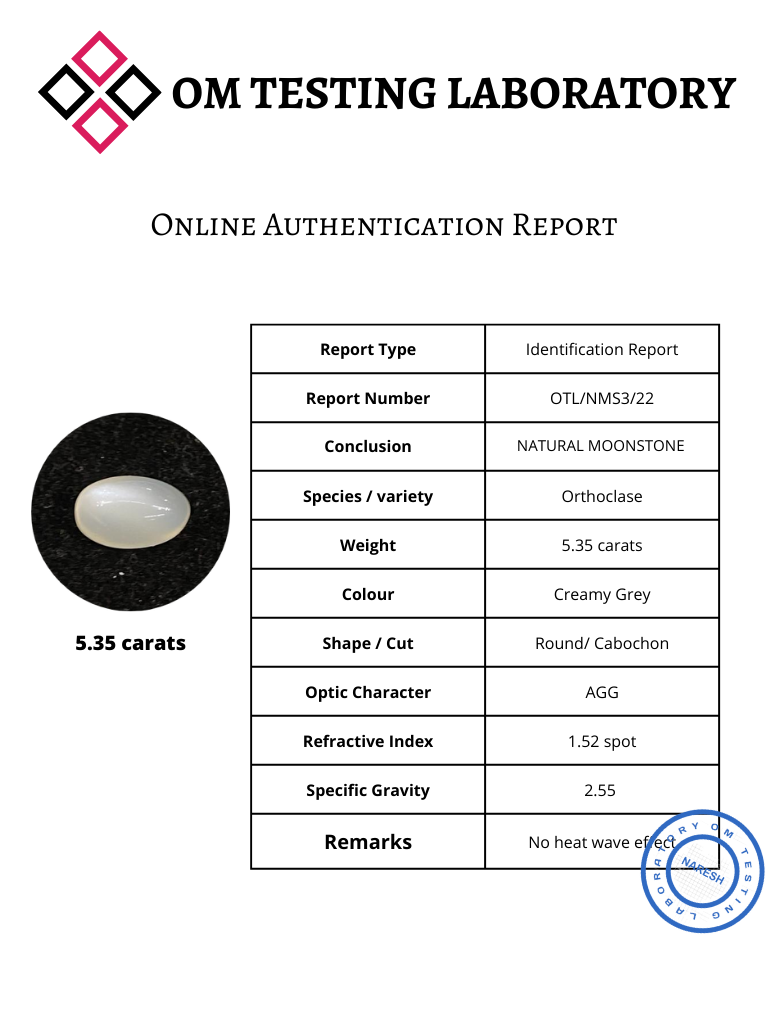 OM TESTING LABORATORY
Online Authentication Report
Report Type Identification Report
Report Number OTL/NMS3/22
Conclusion NATURAL MOONSTONE
Species / variety Orthoclase
Weight 5.35 carats
Colour Creamy Grey
5.35 carats
Shape / Cut Round/ Cabochon
Optic Character AGG
Refractive Index 1.52 spot
Specific Gravity 2.55
Remarks No heat wave effect
OM TESTING LABORATORY
NARESH